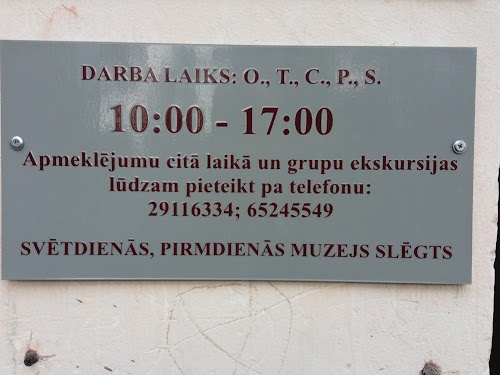 DARBA LAIKS: O., T., C., P., S.
10:00 - 17:00
Apmeklējumu citā laikā un grupu ekskursijas
lūdzam pieteikt pa telefonu:
29116334; 65245549
SVĒTDIENĀS, PIRMDIENĀS MUZEJS SLĒGTS